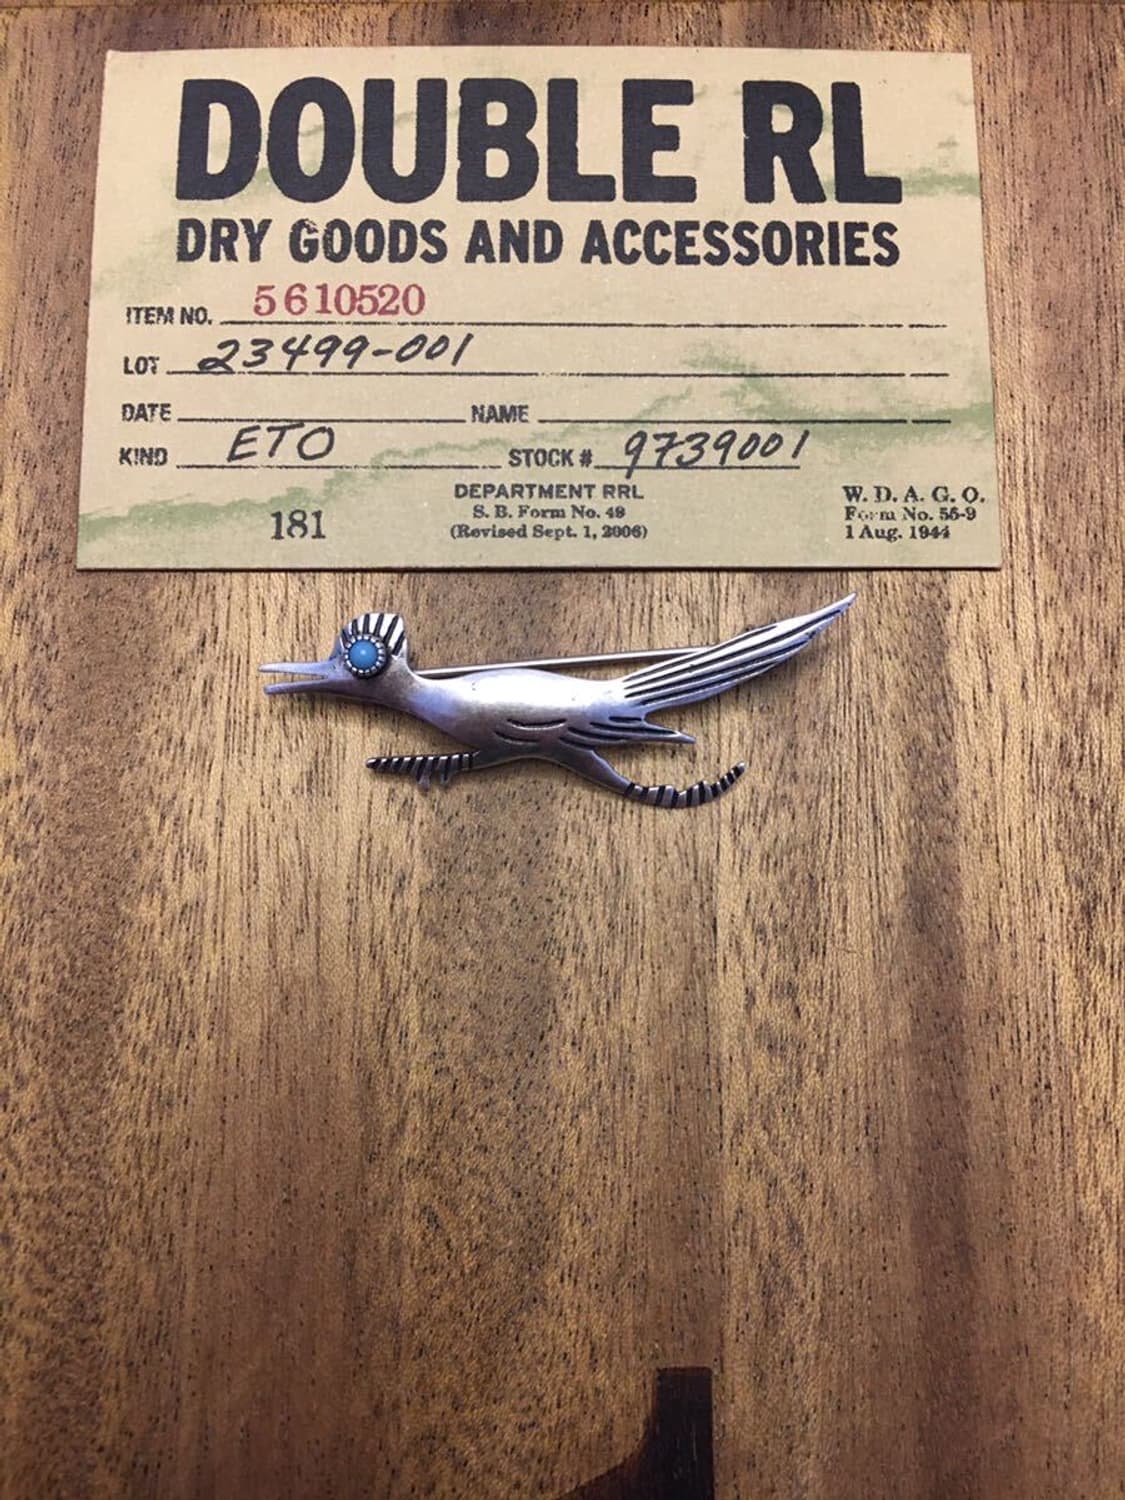 DOUBLE RL
DRY GOODS AND ACCESSORIES
ITEM NO. 5610520
LOT 23499-001
DATE NAME
KIND ETO STOCK # 9739001
181
DEPARTMENT RRL
S. B. Form No. 49
(Revised Sept. 1, 2006)
W. D. A. G. O.
Form No. 55-9
1 Aug. 1944